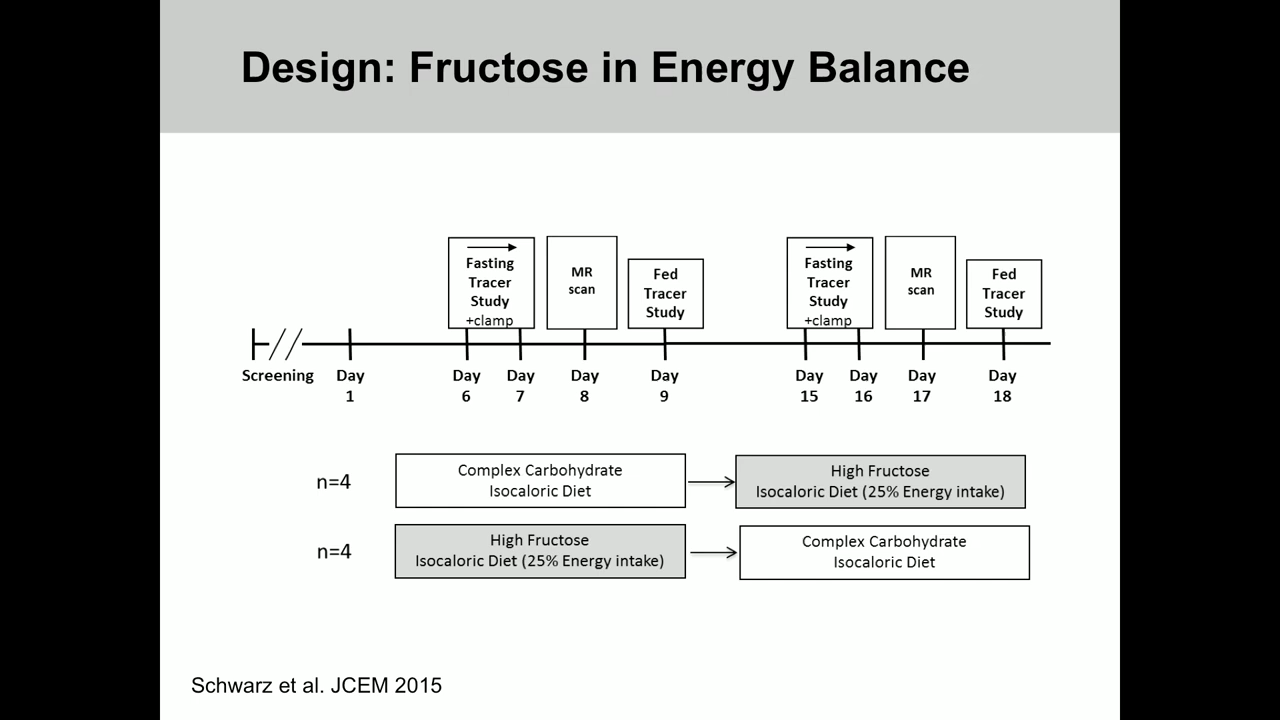 Design: Fructose in Energy Balance
Fasting
Tracer
Study
+clamp
MR
scan
Fed
Tracer
Study
Fasting
Tracer
Study
+clamp
MR
scan
Fed
Tracer
Study
Screening
Day
1
Day
6
Day
7
Day
8
Day
9
Day
15
Day
16
Day
17
Day
18
n=4
Complex Carbohydrate
Isocaloric Diet
High Fructose
Isocaloric Diet (25% Energy intake)
n=4
High Fructose
Isocaloric Diet (25% Energy intake)
Complex Carbohydrate
Isocaloric Diet
Schwarz et al. JCEM 2015